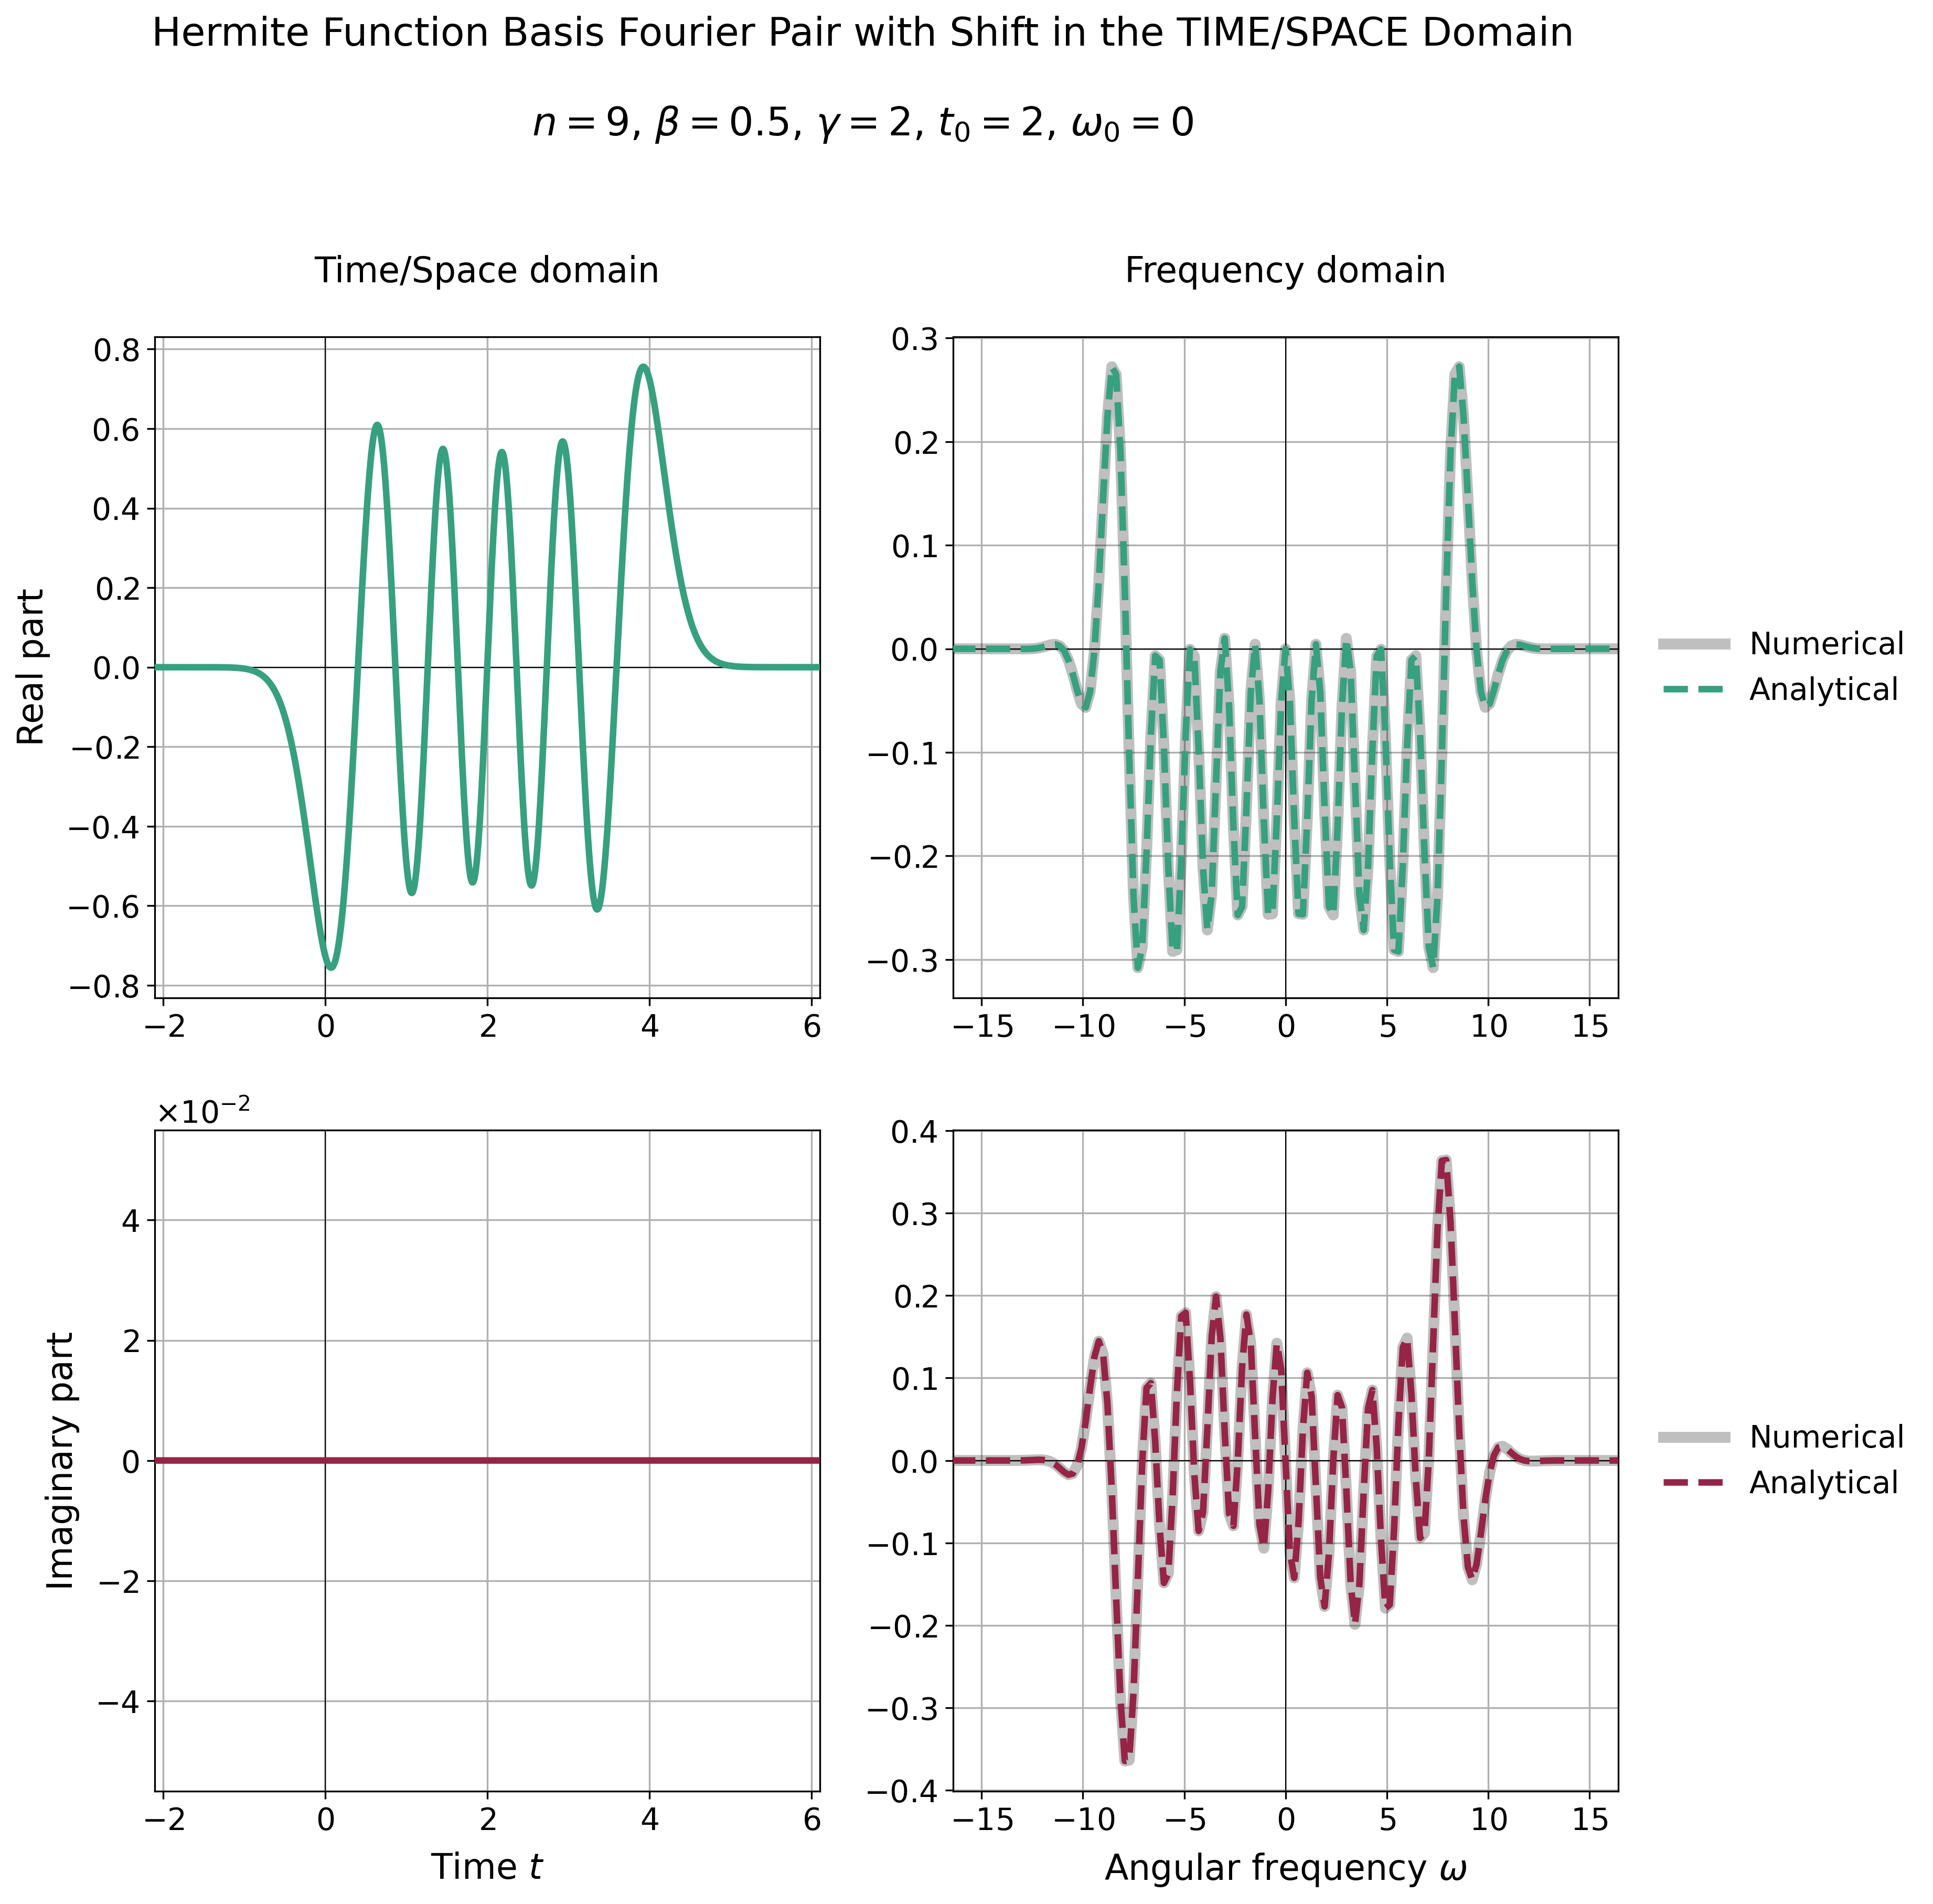 Hermite Function Basis Fourier Pair with Shift in the TIME/SPACE Domain
n = 9, β = 0.5, γ = 2, t₀ = 2, ω₀ = 0
Time/Space domain
Frequency domain
Real part
0.8
0.6
0.4
0.2
0.0
−0.2
−0.4
−0.6
−0.8
−2 0 2 4 6
0.3
0.2
0.1
0.0
−0.1
−0.2
−0.3
−15 −10 −5 0 5 10 15
Numerical
Analytical
Imaginary part
×10⁻²
4
2
0
−2
−4
−2 0 2 4 6
Time t
0.4
0.3
0.2
0.1
0.0
−0.1
−0.2
−0.3
−0.4
−15 −10 −5 0 5 10 15
Angular frequency ω
Numerical
Analytical